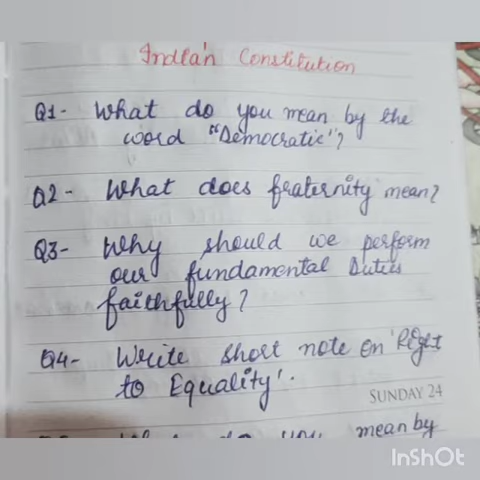 Indian Constitution
Q1- What do you mean by the
word "Democratic"?
Q2- What does fraternity mean?
Q3- Why should we perform
our fundamental Duties
faithfully?
Q4- Write short note on 'Right
to Equality'.
SUNDAY 24
do you mean by
InShOt